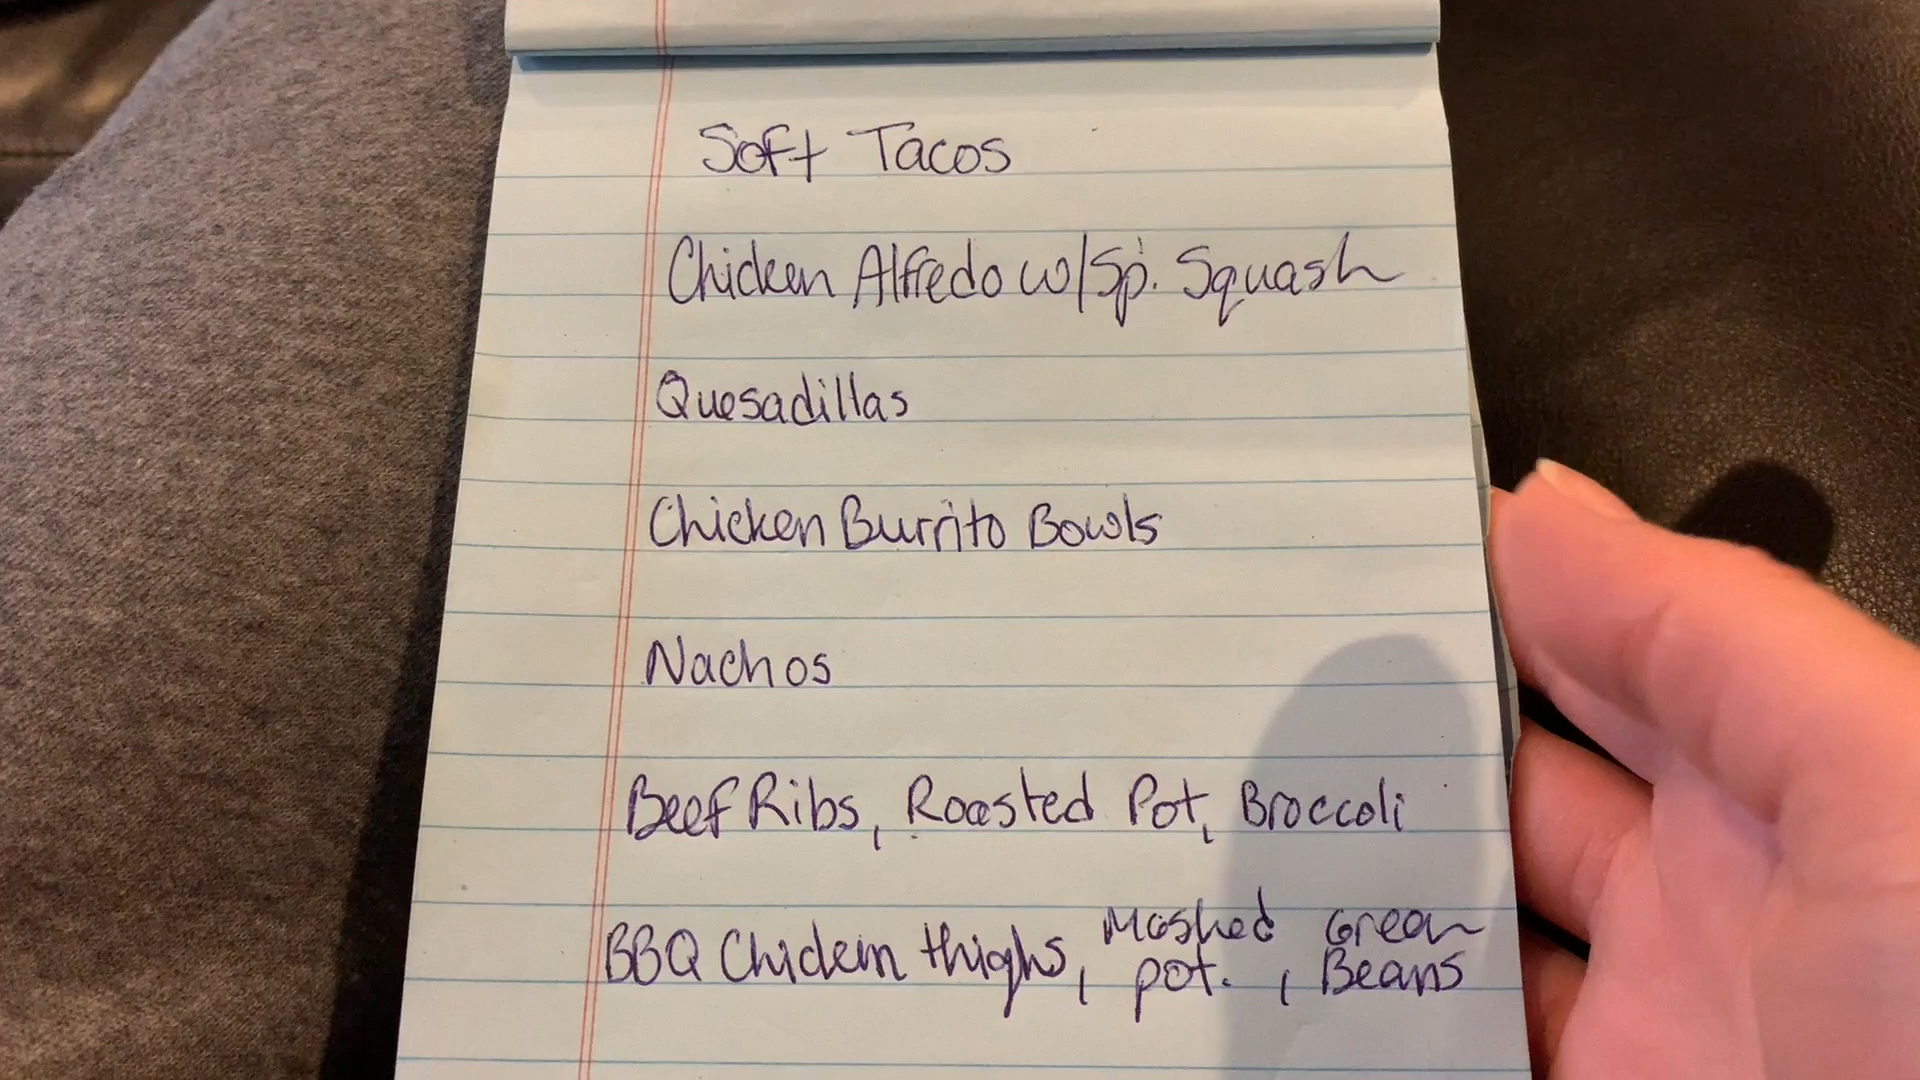 Soft Tacos
Chicken Alfredo w/Sp. Squash
Quesadillas
Chicken Burrito Bowls
Nachos
Beef Ribs, Roasted Pot, Broccoli
BBQ Chicken thighs, Mashed pot., Green Beans